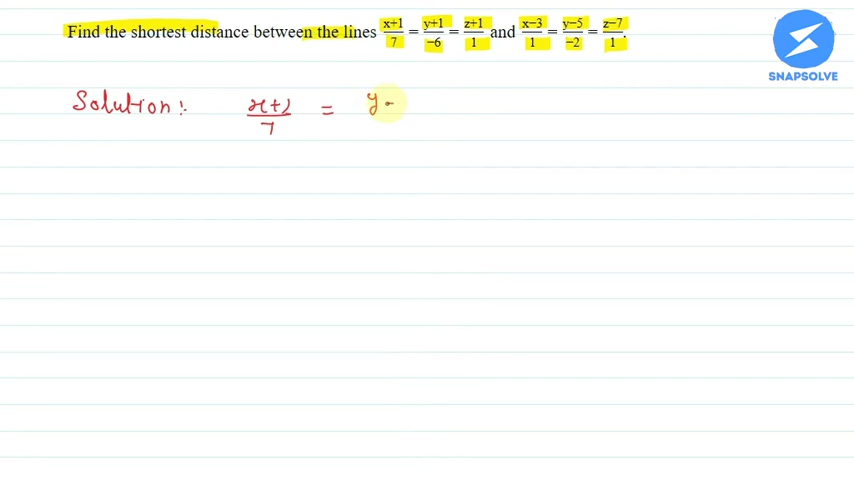 Find the shortest distance between the lines x+1/7 = y+1/−6 = z+1/1 and x−3/1 = y−5/−2 = z−7/1.
SNAPSOLVE
Solution:  x+1/7 = y